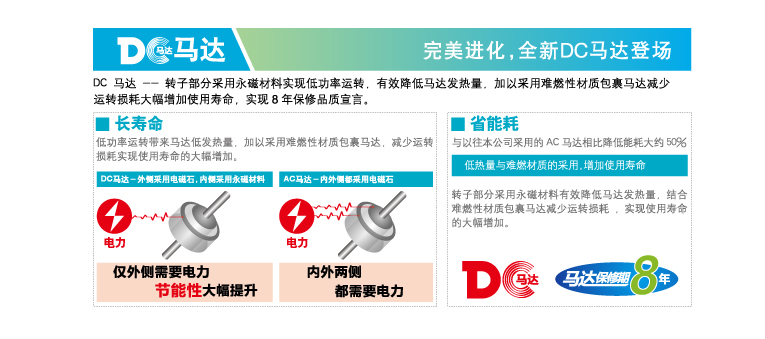 DC马达 马达
完美进化,全新DC马达登场
DC 马达 —— 转子部分采用永磁材料实现低功率运转，有效降低马达发热量，加以采用难燃性材质包裹马达减少
运转损耗大幅增加使用寿命，实现 8 年保修品质宣言。
长寿命
低功率运转带来马达低发热量，加以采用难燃性材质包裹马达，减少运转
损耗实现使用寿命的大幅增加。
DC马达－外侧采用电磁石,内侧采用永磁材料
AC马达－内外侧都采用电磁石
电力
电力
仅外侧需要电力
节能性大幅提升
内外两侧
都需要电力
省能耗
与以往本公司采用的 AC 马达相比降低能耗大约 50%
低热量与难燃材质的采用,增加使用寿命
转子部分采用永磁材料有效降低马达发热量，结合
难燃性材质包裹马达减少运转损耗 ，实现使用寿命
的大幅增加。
DC马达
马达保修期8年